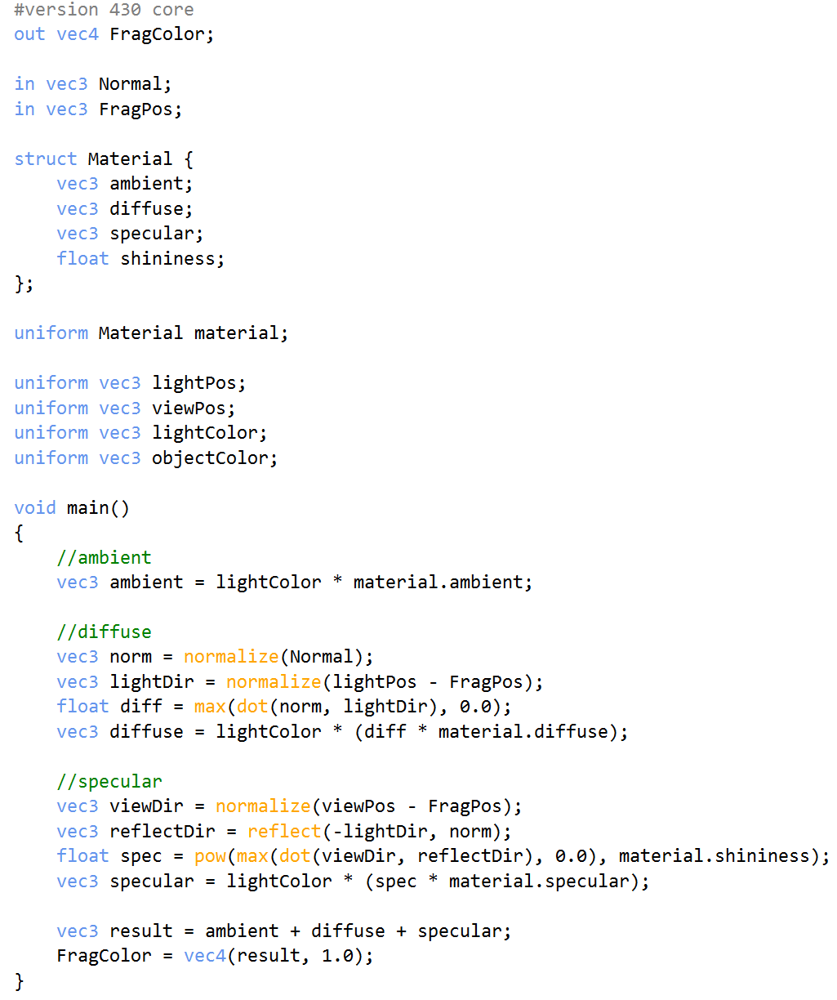 #version 430 core
out vec4 FragColor;

in vec3 Normal;
in vec3 FragPos;

struct Material {
    vec3 ambient;
    vec3 diffuse;
    vec3 specular;
    float shininess;
};

uniform Material material;

uniform vec3 lightPos;
uniform vec3 viewPos;
uniform vec3 lightColor;
uniform vec3 objectColor;

void main()
{
    //ambient
    vec3 ambient = lightColor * material.ambient;

    //diffuse
    vec3 norm = normalize(Normal);
    vec3 lightDir = normalize(lightPos - FragPos);
    float diff = max(dot(norm, lightDir), 0.0);
    vec3 diffuse = lightColor * (diff * material.diffuse);

    //specular
    vec3 viewDir = normalize(viewPos - FragPos);
    vec3 reflectDir = reflect(-lightDir, norm);
    float spec = pow(max(dot(viewDir, reflectDir), 0.0), material.shininess);
    vec3 specular = lightColor * (spec * material.specular);

    vec3 result = ambient + diffuse + specular;
    FragColor = vec4(result, 1.0);
}